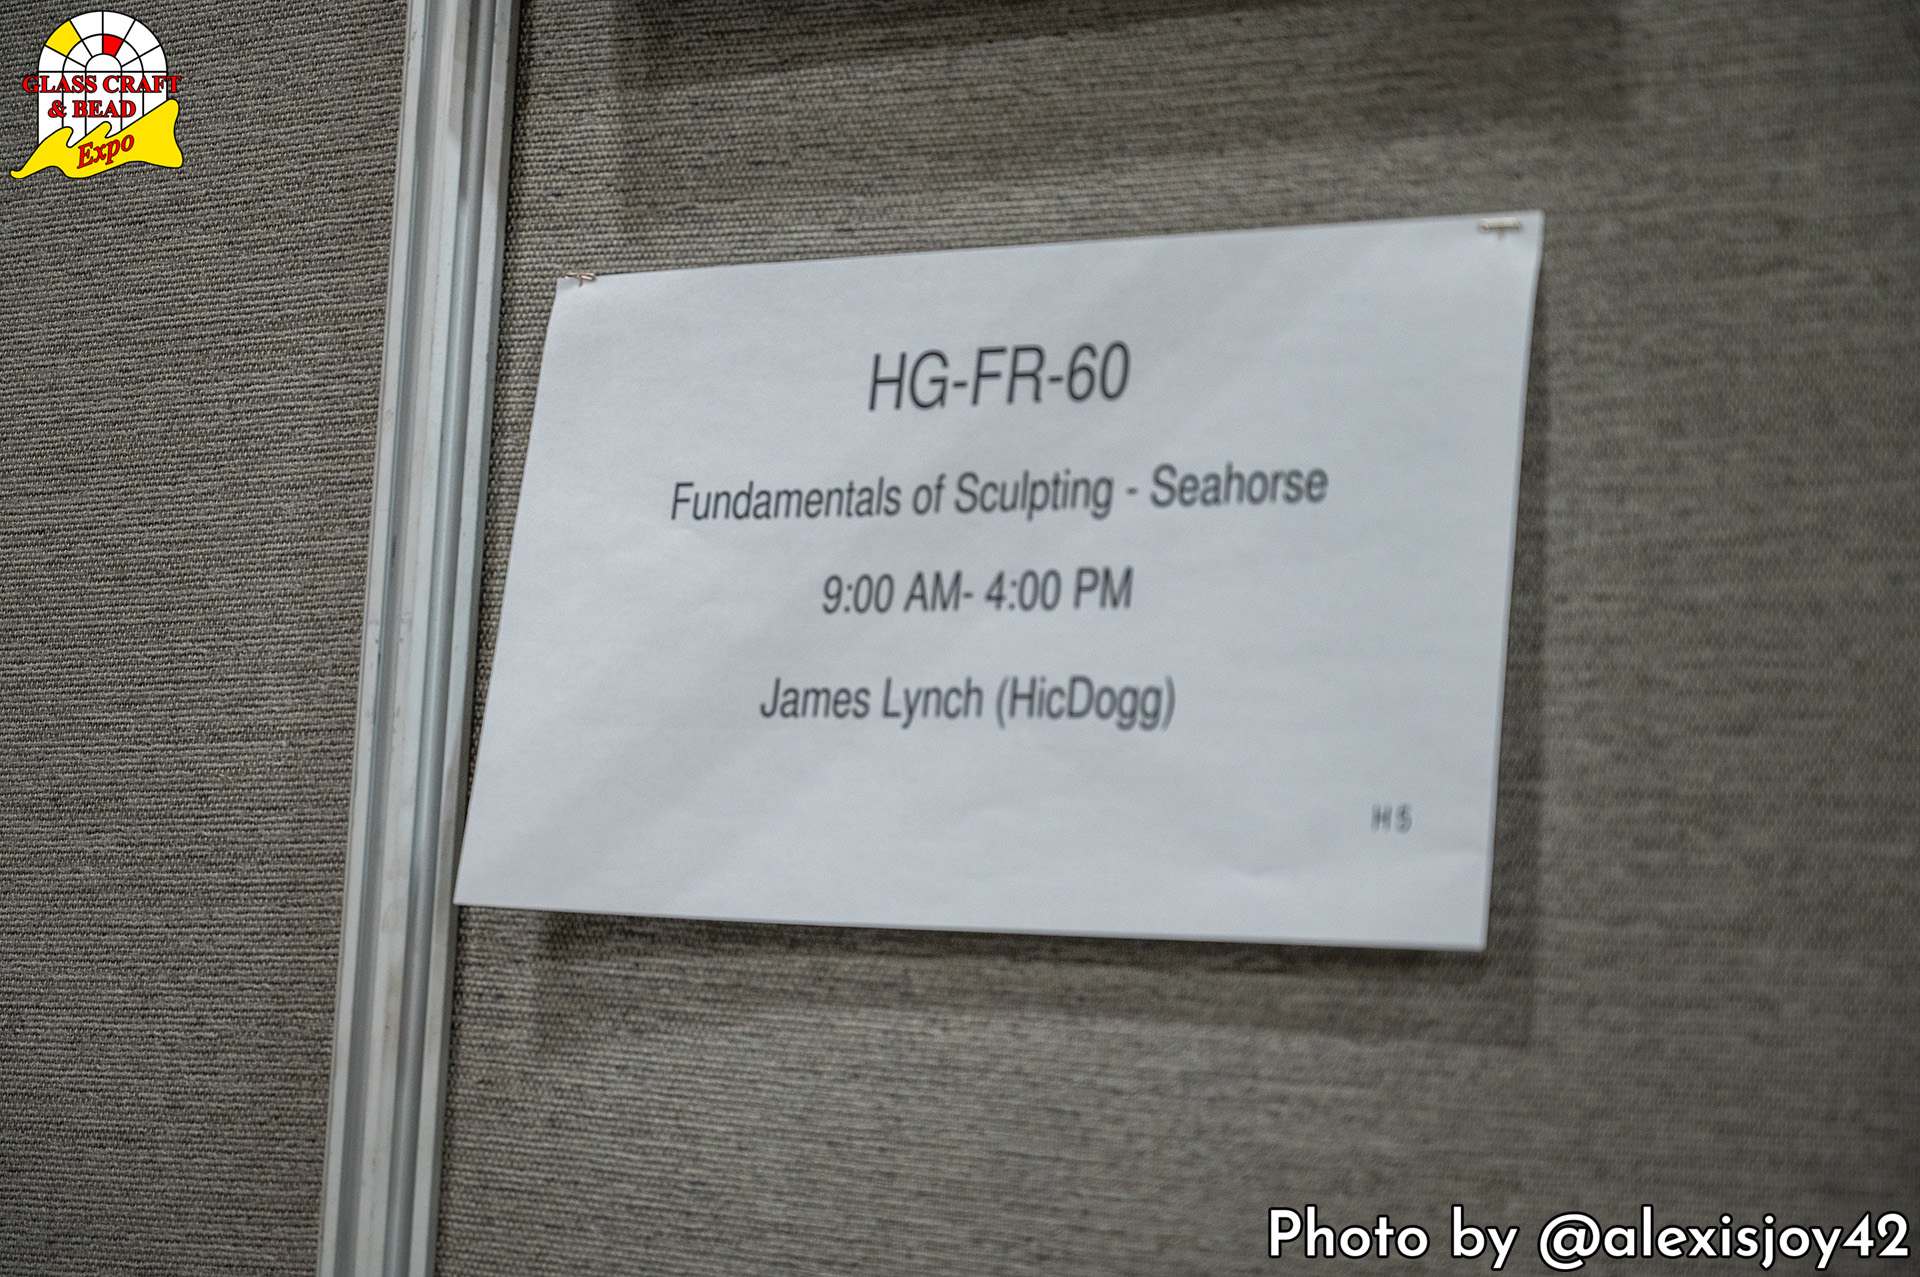 GLASS CRAFT
& BEAD
Expo
HG-FR-60
Fundamentals of Sculpting - Seahorse
9:00 AM- 4:00 PM
James Lynch (HicDogg)
H 5
Photo by @alexisjoy42